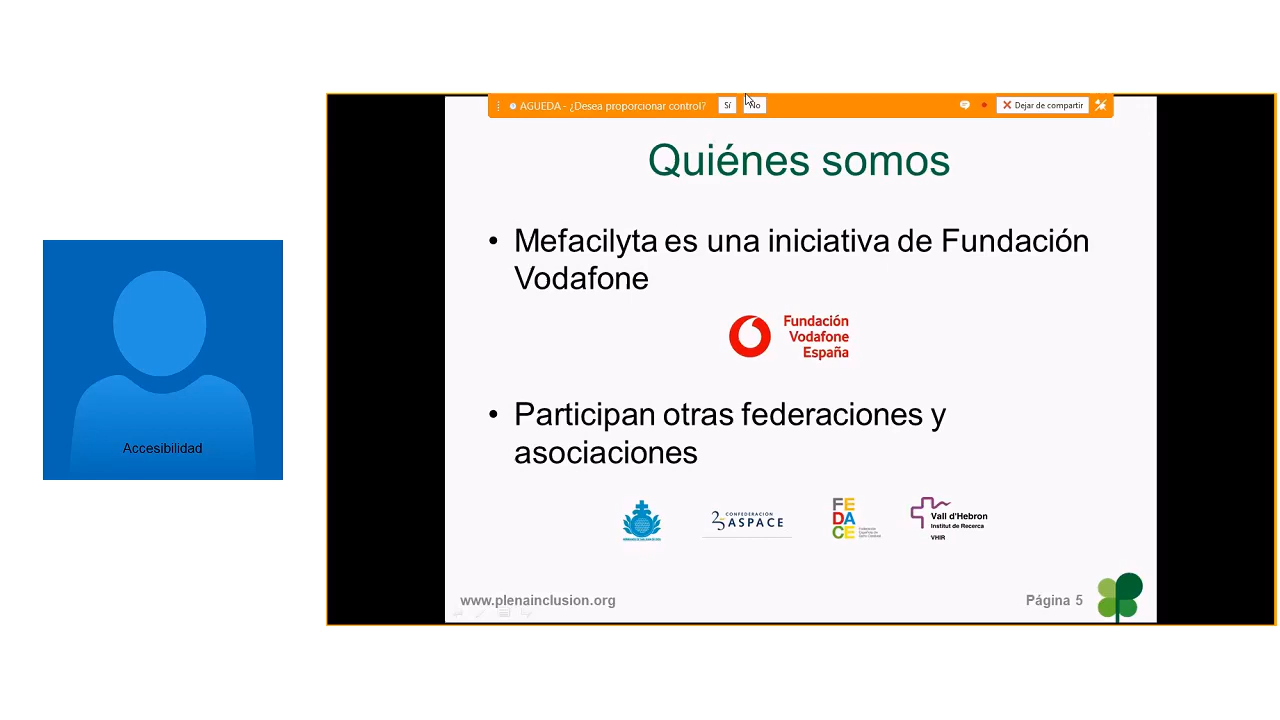 AGUEDA - ¿Desea proporcionar control?
Sí
No
Dejar de compartir
Quiénes somos
• Mefacilyta es una iniciativa de Fundación
Vodafone
Fundación
Vodafone
España
• Participan otras federaciones y
asociaciones
CONFEDERACIÓN
ASPACE
FE
DA
CE
Vall d'Hebron
Institut de Recerca
VHIR
www.plenainclusion.org
Página 5
Accesibilidad